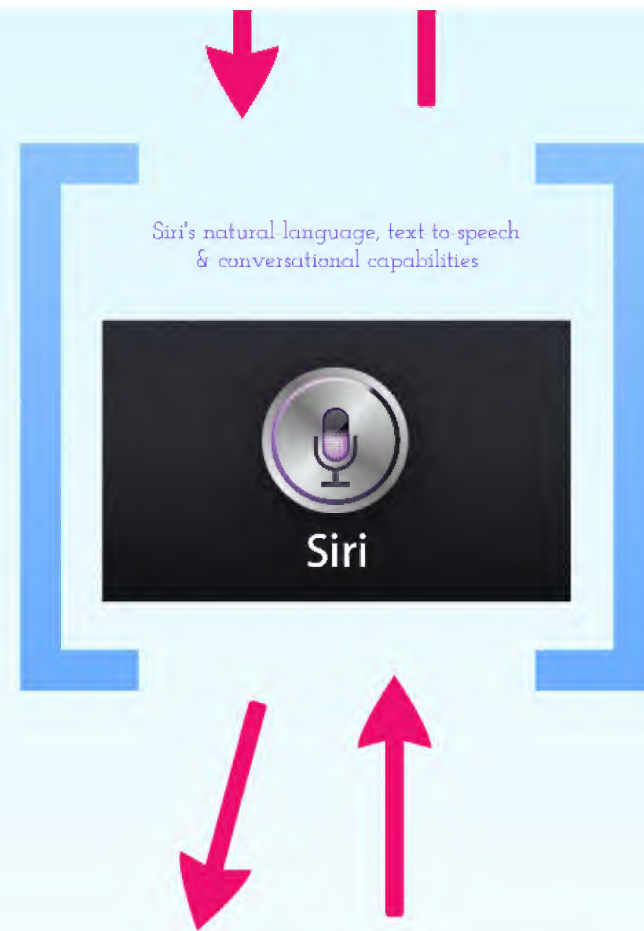 Siri's natural-language, text-to-speech
& conversational capabilities
Siri